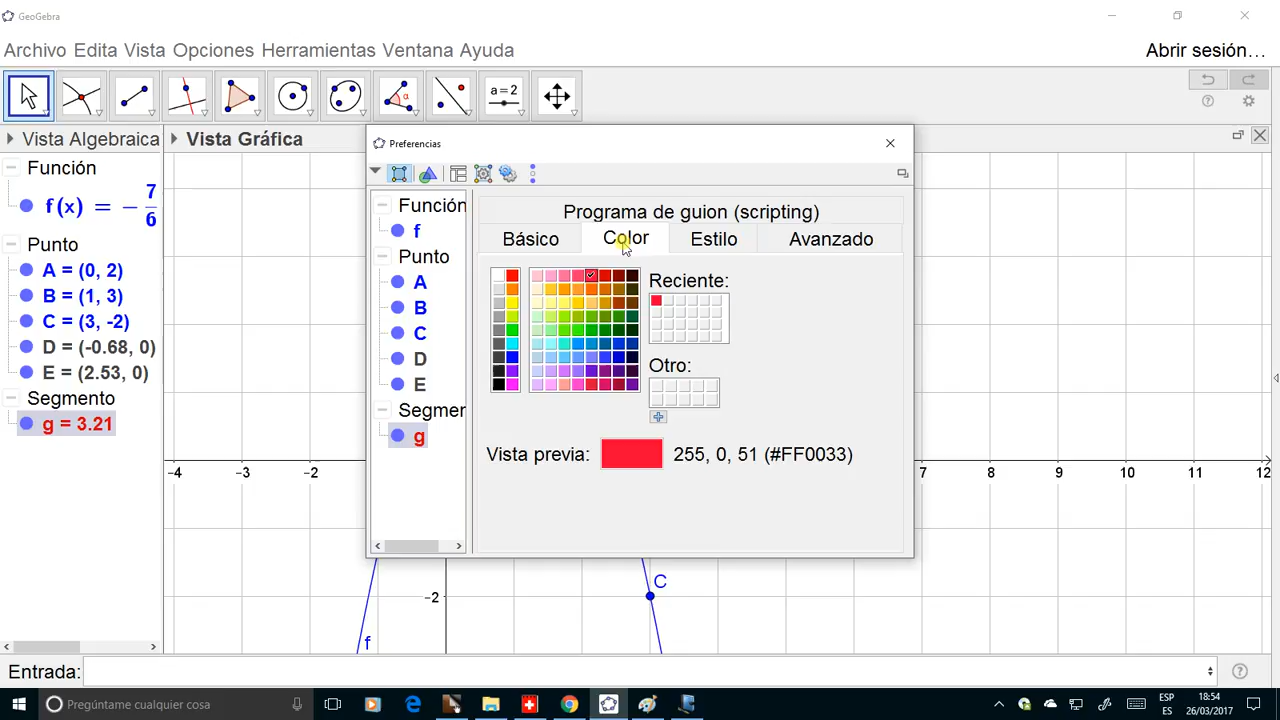 GeoGebra
Archivo Edita Vista Opciones Herramientas Ventana Ayuda
Abrir sesión…
a = 2
α
Vista Algebraica
Vista Gráfica
Función
f(x) = − 7/6
Punto
A = (0, 2)
B = (1, 3)
C = (3, -2)
D = (-0.68, 0)
E = (2.53, 0)
Segmento
g = 3.21
Preferencias
Función
f
Punto
A
B
C
D
E
Segmer
g
Programa de guion (scripting)
Básico
Color
Estilo
Avanzado
Reciente:
Otro:
Vista previa:
255, 0, 51 (#FF0033)
-4
-3
-2
7
8
9
10
11
12
-2
C
f
Entrada:
Pregúntame cualquier cosa
ESP
ES
18:54
26/03/2017